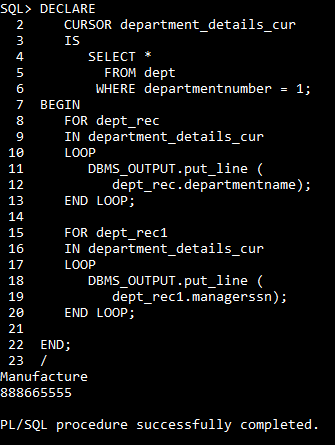 SQL> DECLARE
  2     CURSOR department_details_cur
  3     IS
  4        SELECT *
  5          FROM dept
  6         WHERE departmentnumber = 1;
  7  BEGIN
  8     FOR dept_rec
  9     IN department_details_cur
 10     LOOP
 11        DBMS_OUTPUT.put_line (
 12           dept_rec.departmentname);
 13     END LOOP;
 14
 15     FOR dept_rec1
 16     IN department_details_cur
 17     LOOP
 18        DBMS_OUTPUT.put_line (
 19           dept_rec1.managerssn);
 20     END LOOP;
 21
 22  END;
 23  /
Manufacture
888665555
PL/SQL procedure successfully completed.